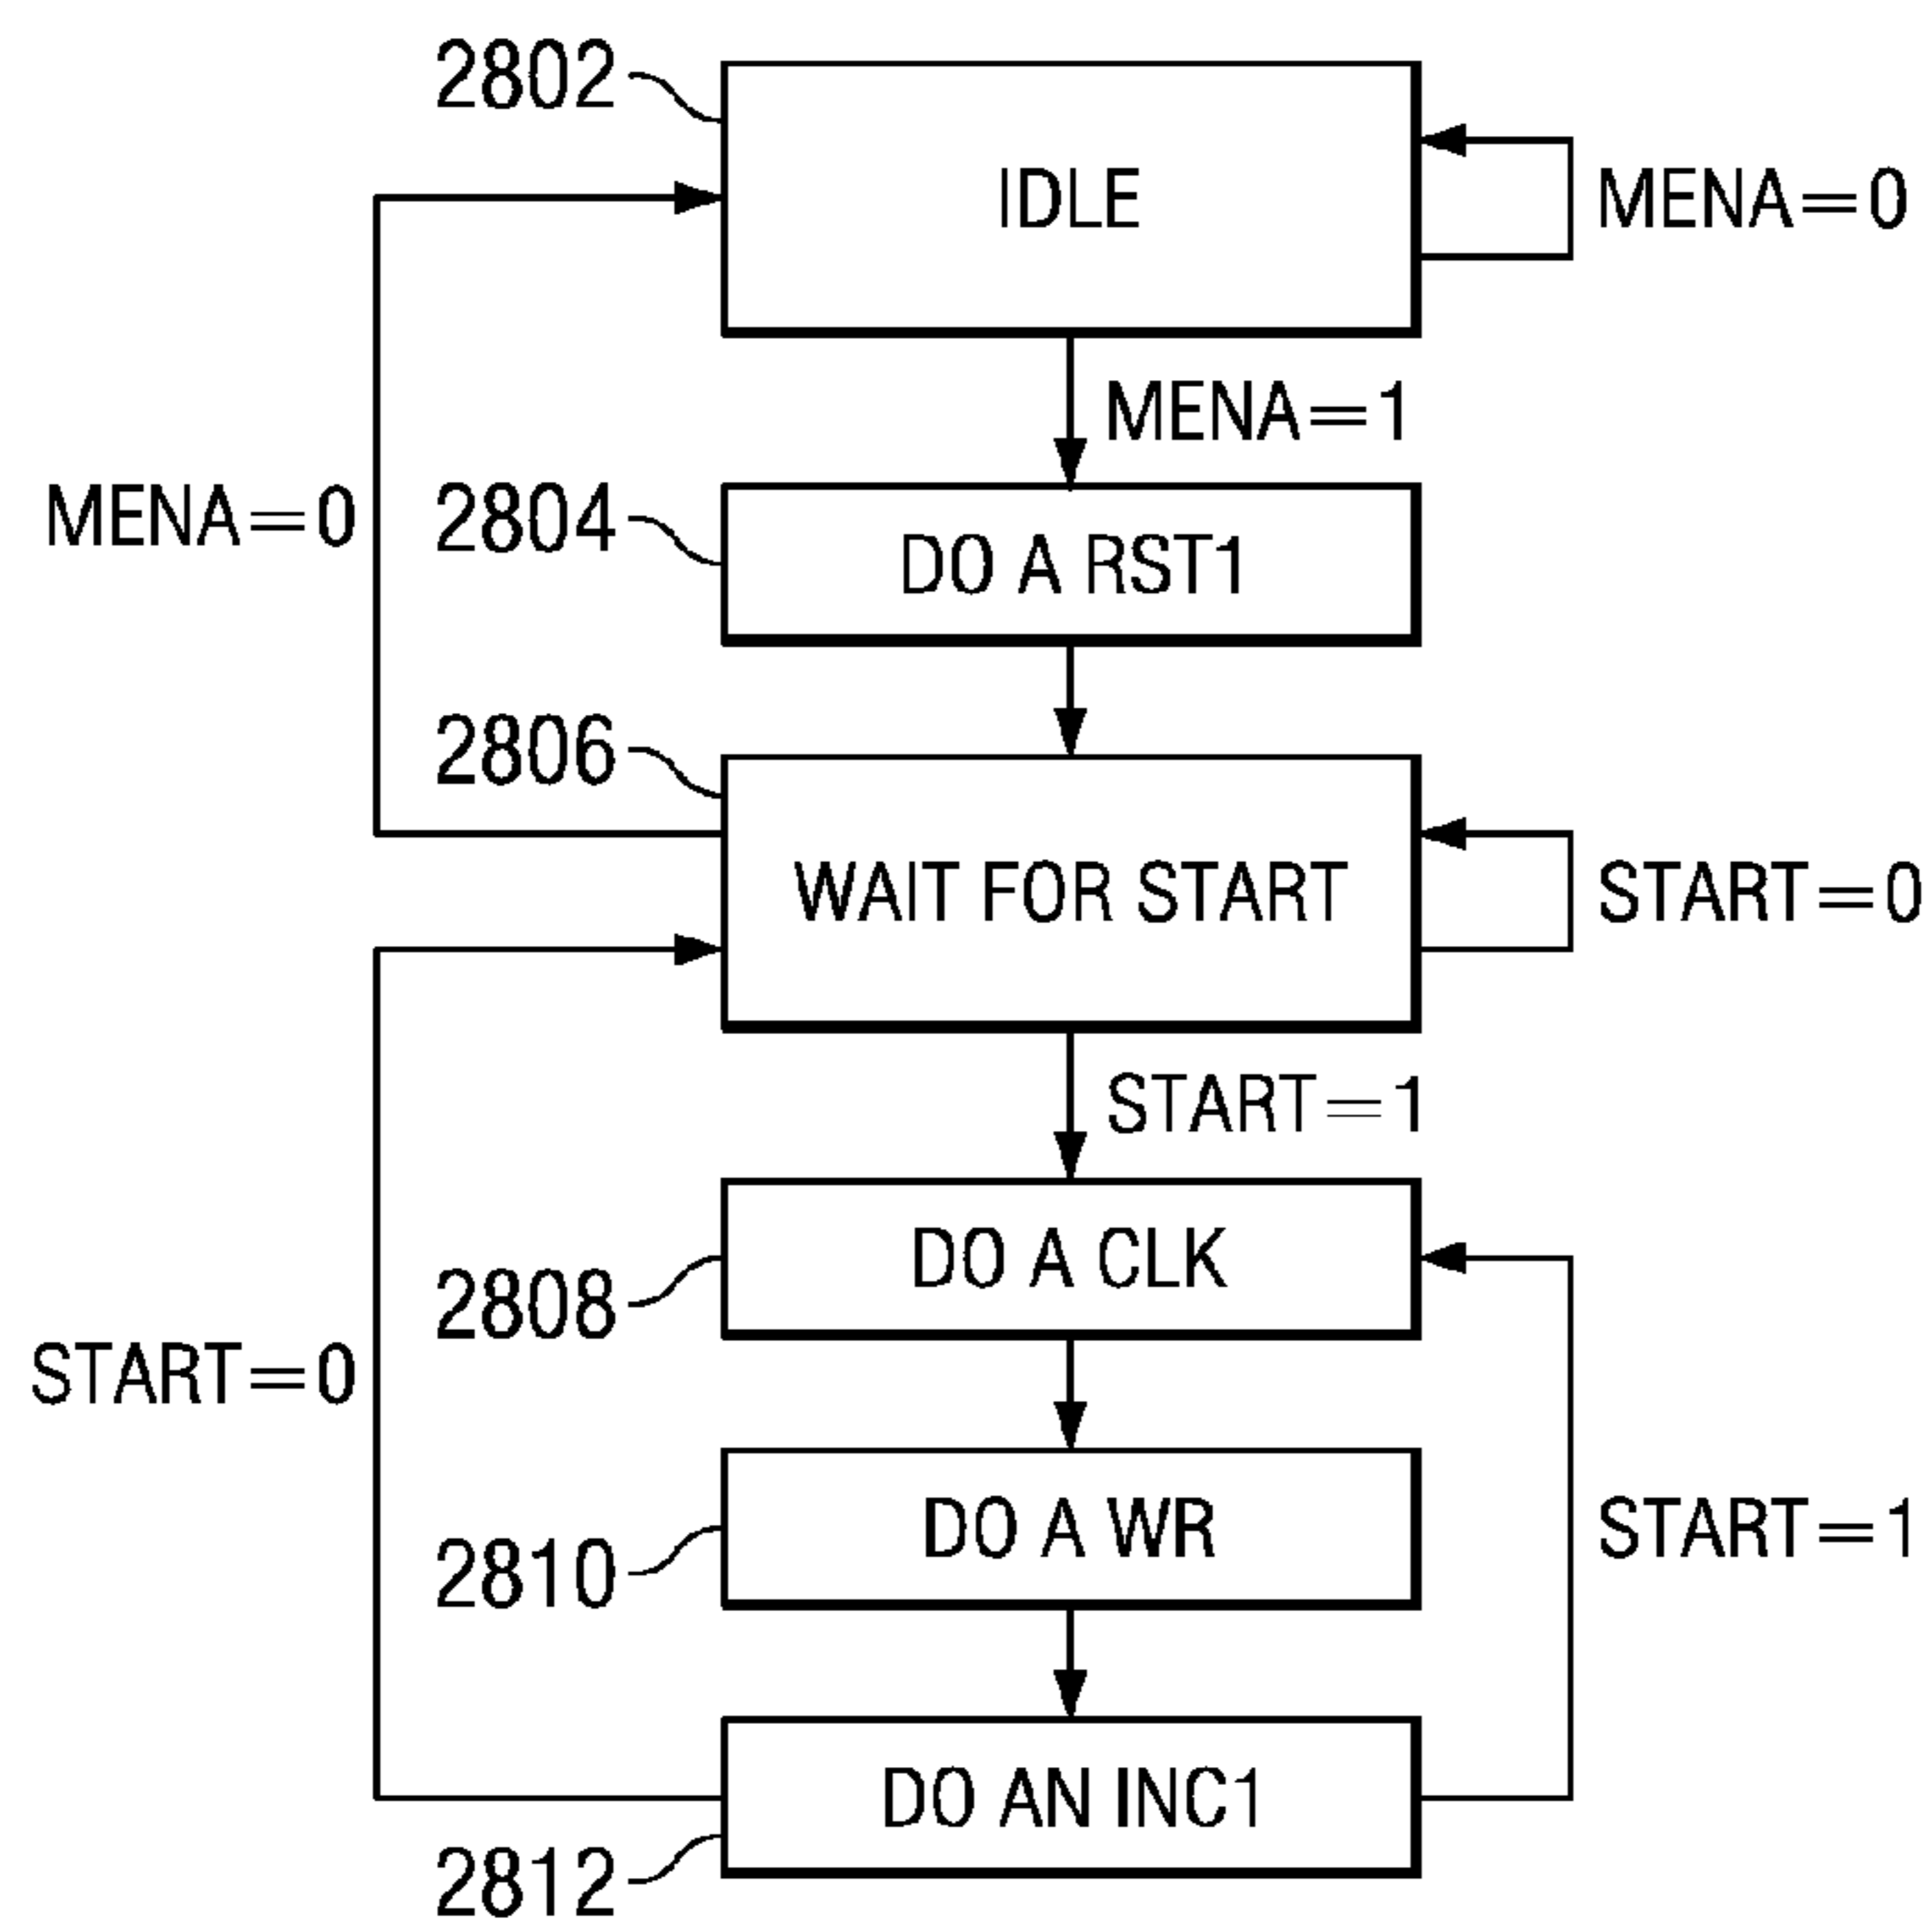 2802
IDLE
MENA=0
MENA=1
MENA=0
2804
DO A RST1
2806
WAIT FOR START
START=0
START=1
2808
DO A CLK
START=0
2810
DO A WR
START=1
2812
DO AN INC1